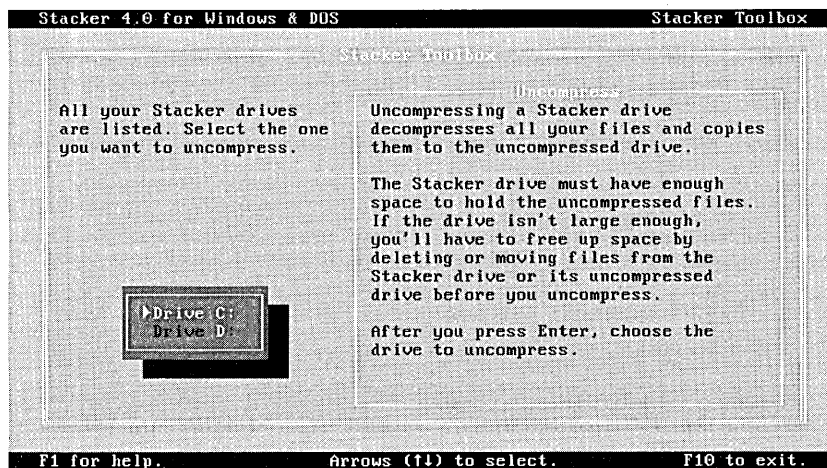 Stacker 4.0 for Windows & DOS Stacker Toolbox
Stacker Toolbox
All your Stacker drives
are listed. Select the one
you want to uncompress.
Drive C:
Drive D:
Uncompress
Uncompressing a Stacker drive
decompresses all your files and copies
them to the uncompressed drive.
The Stacker drive must have enough
space to hold the uncompressed files.
If the drive isn't large enough,
you'll have to free up space by
deleting or moving files from the
Stacker drive or its uncompressed
drive before you uncompress.
After you press Enter, choose the
drive to uncompress.
F1 for help. Arrows (↑↓) to select. F10 to exit.